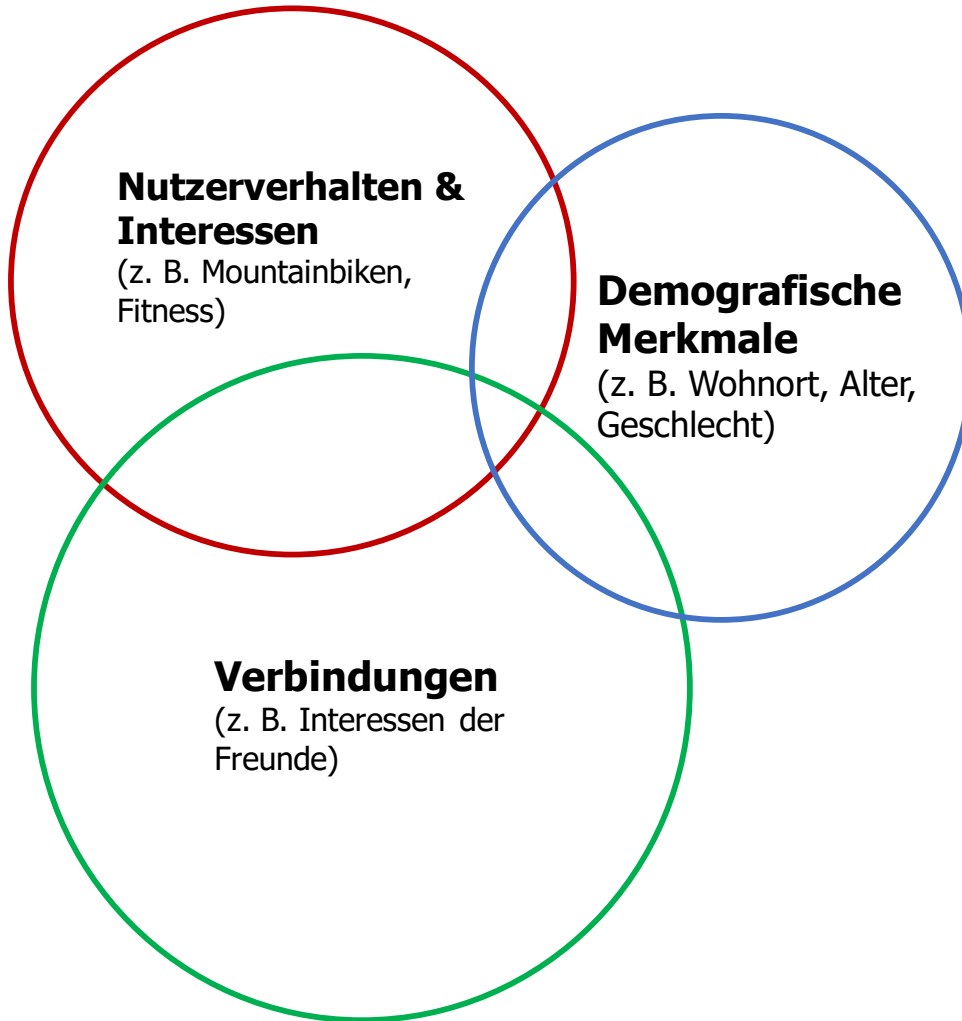 Nutzerverhalten &
Interessen
(z. B. Mountainbiken,
Fitness)
Demografische
Merkmale
(z. B. Wohnort, Alter,
Geschlecht)
Verbindungen
(z. B. Interessen der
Freunde)